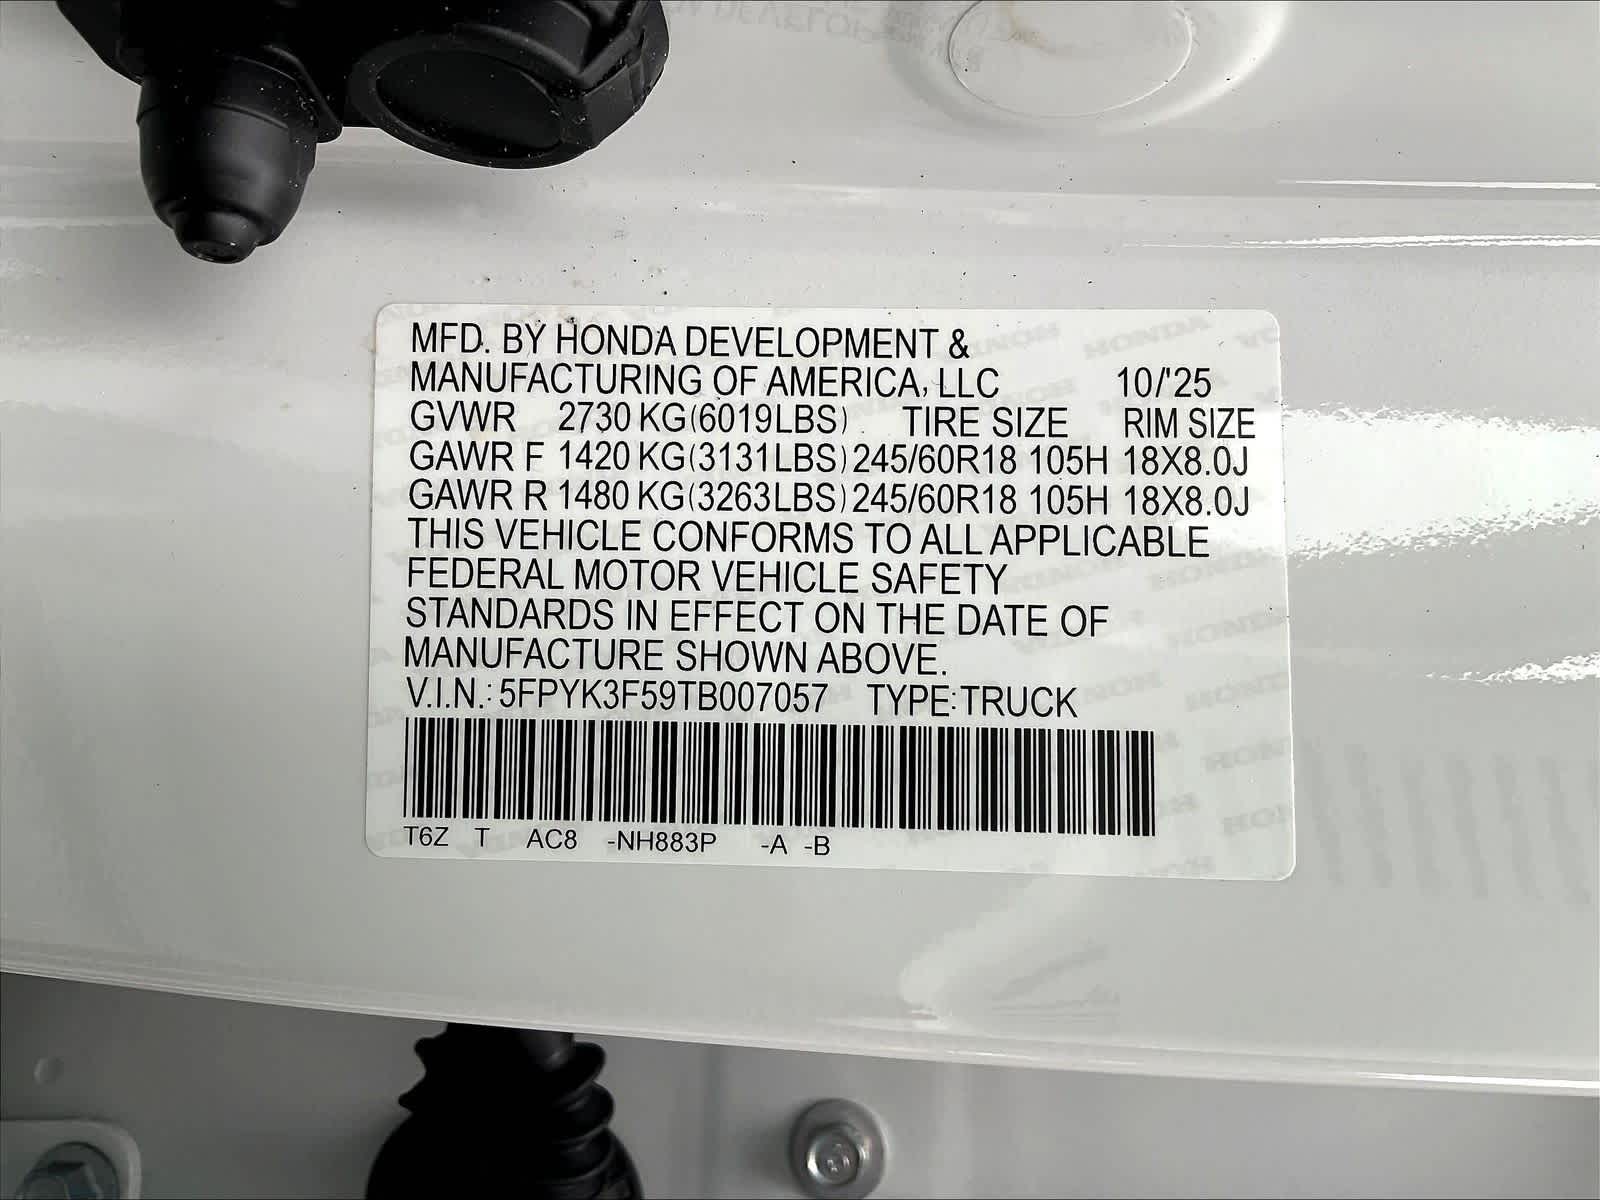 MFD. BY HONDA DEVELOPMENT &
MANUFACTURING OF AMERICA, LLC 10/'25
GVWR 2730 KG(6019LBS) TIRE SIZE RIM SIZE
GAWR F 1420 KG(3131LBS) 245/60R18 105H 18X8.0J
GAWR R 1480 KG(3263LBS) 245/60R18 105H 18X8.0J
THIS VEHICLE CONFORMS TO ALL APPLICABLE
FEDERAL MOTOR VEHICLE SAFETY
STANDARDS IN EFFECT ON THE DATE OF
MANUFACTURE SHOWN ABOVE.
V.I.N.: 5FPYK3F59TB007057 TYPE:TRUCK
T6Z T AC8 -NH883P -A -B